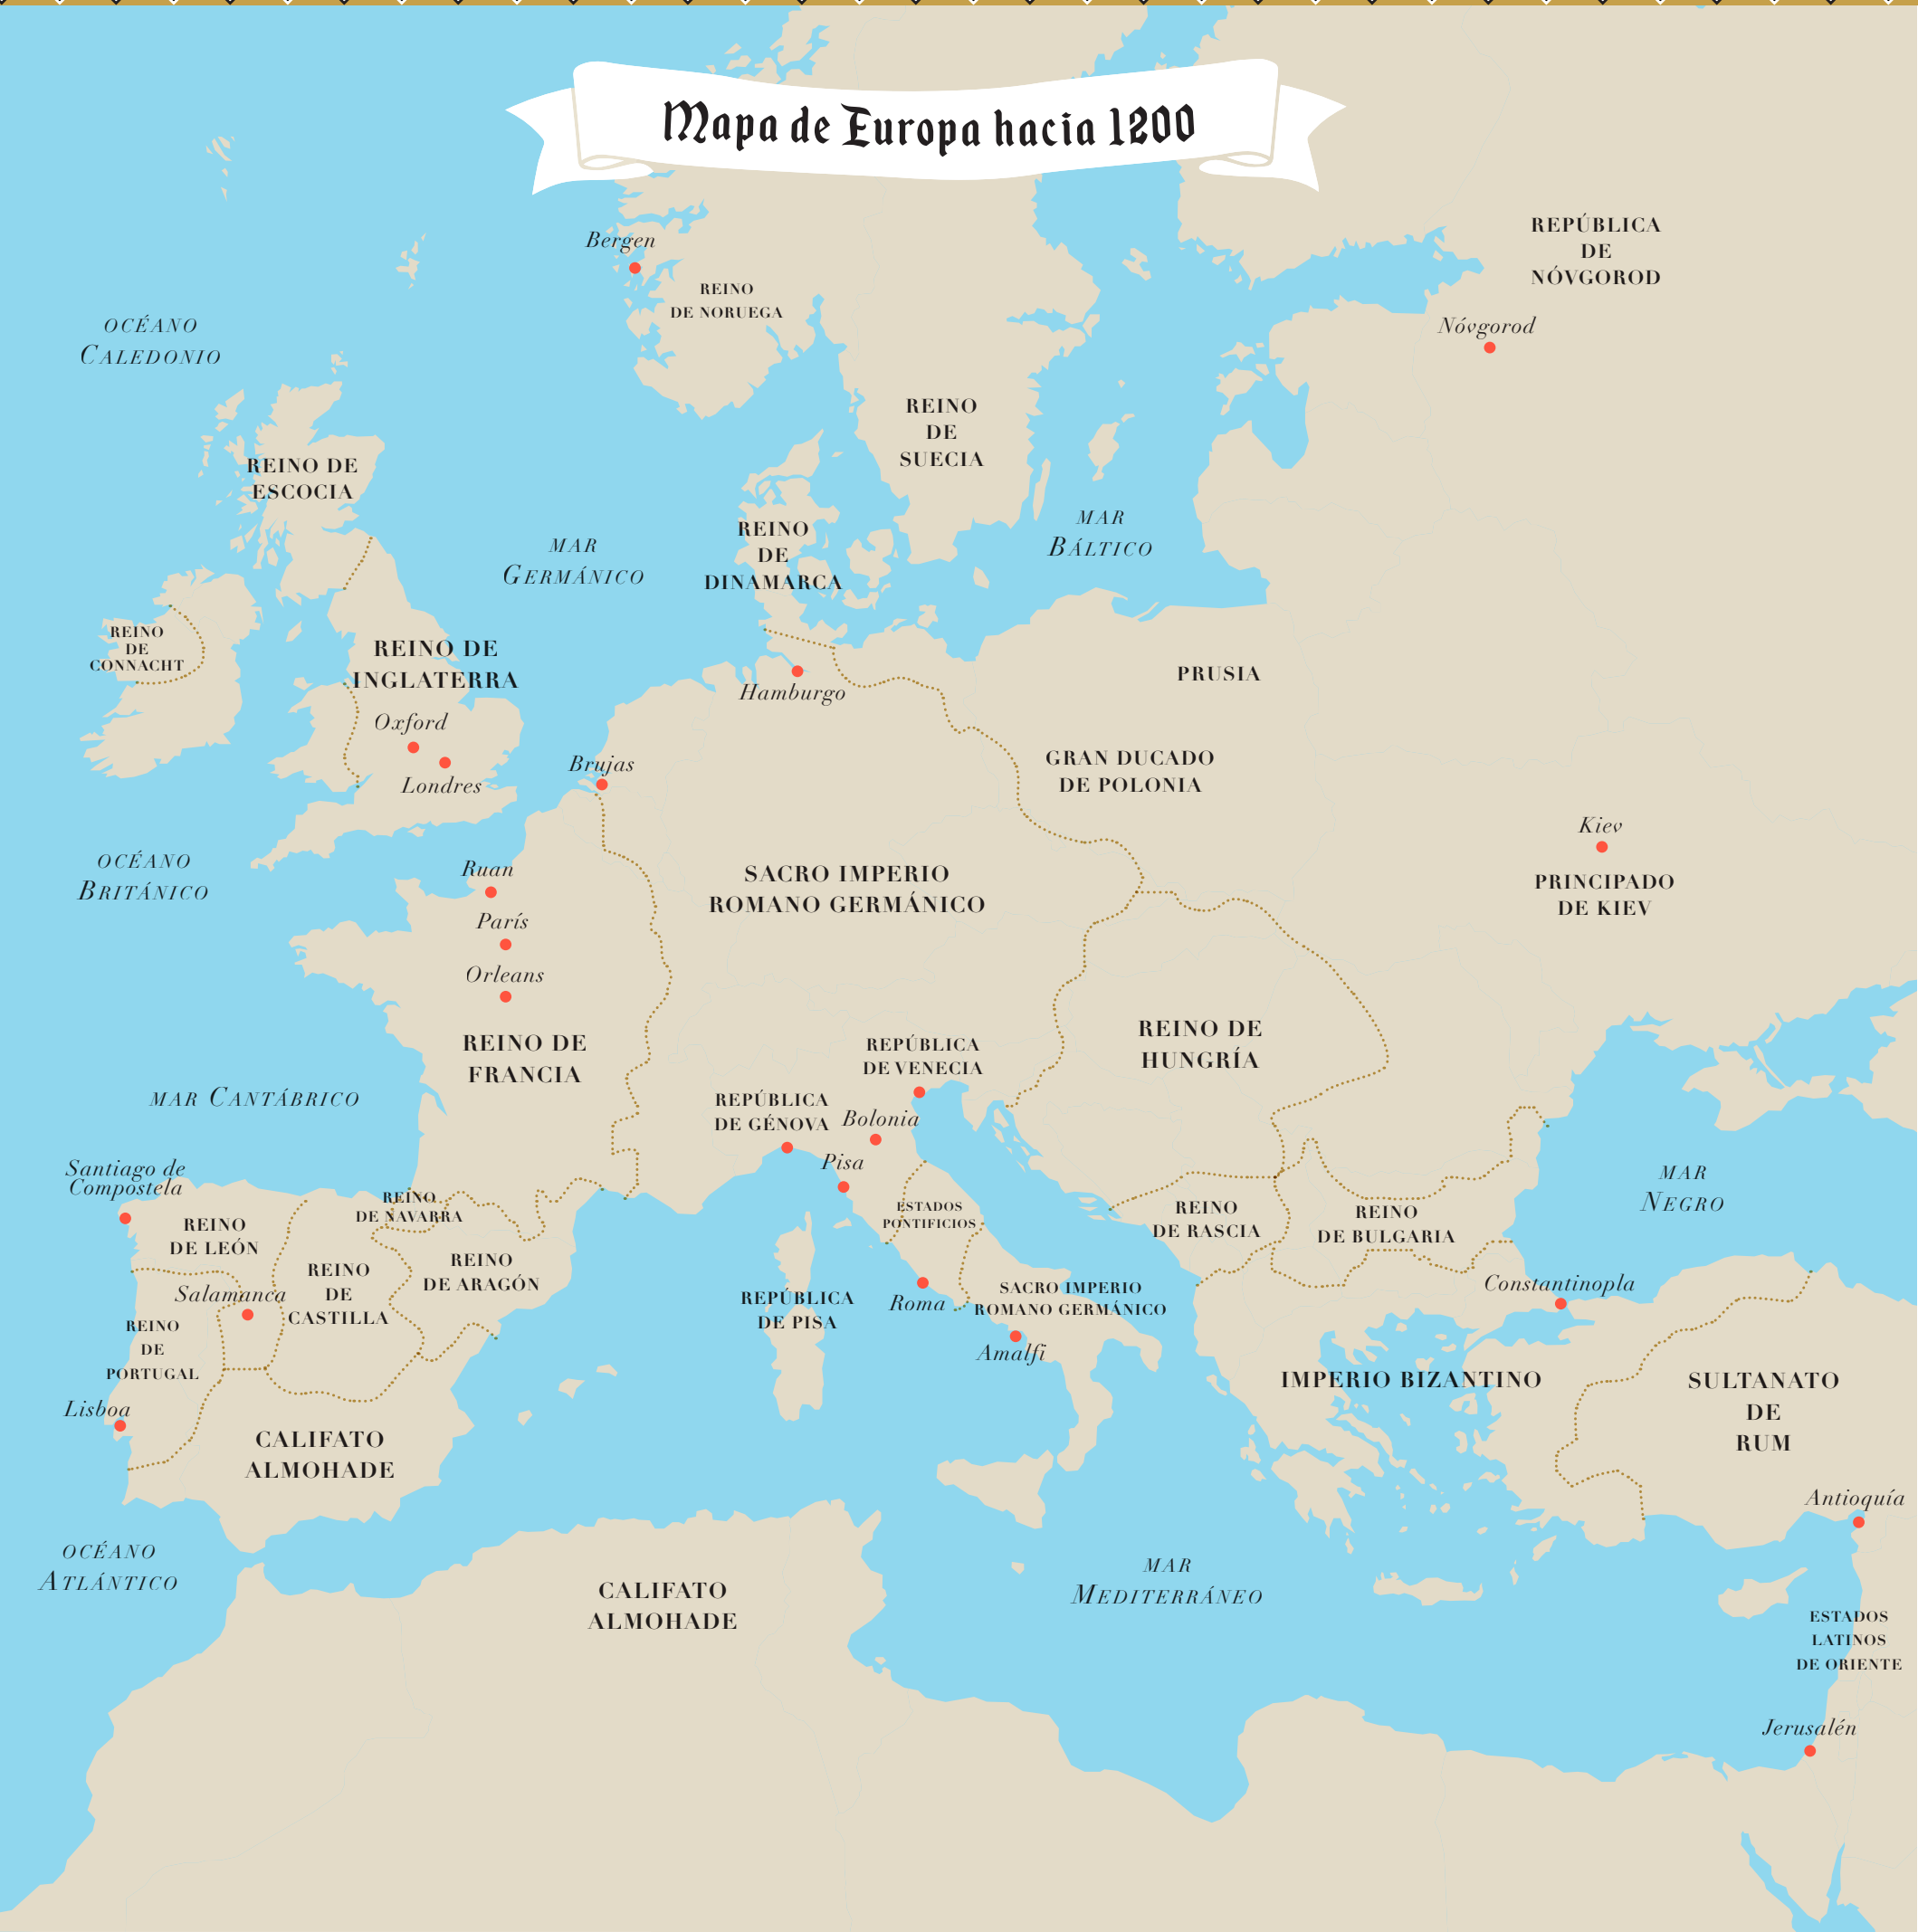 Mapa de Europa hacia 1200
REPÚBLICA
DE
NÓVGOROD
Bergen
REINO
DE NORUEGA
OCÉANO
CALEDONIO
Nóvgorod
REINO
DE
SUECIA
REINO DE
ESCOCIA
MAR
BÁLTICO
REINO
DE
DINAMARCA
MAR
GERMÁNICO
REINO
DE
CONNACHT
REINO DE
INGLATERRA
PRUSIA
Hamburgo
Oxford
Londres
Brujas
GRAN DUCADO
DE POLONIA
Kiev
PRINCIPADO
DE KIEV
OCÉANO
BRITÁNICO
Ruan
París
Orleans
SACRO IMPERIO
ROMANO GERMÁNICO
REINO DE
FRANCIA
REINO DE
HUNGRÍA
REPÚBLICA
DE VENECIA
REPÚBLICA
DE GÉNOVA
Bolonia
Pisa
MAR CANTÁBRICO
Santiago de
Compostela
REINO
DE NAVARRA
REINO
DE LEÓN
ESTADOS
PONTIFICIOS
REINO
DE RASCIA
REINO
DE BULGARIA
MAR
NEGRO
REINO
DE ARAGÓN
REINO
DE
CASTILLA
Salamanca
REINO
DE
PORTUGAL
REPÚBLICA
DE PISA
Roma
SACRO IMPERIO
ROMANO GERMÁNICO
Amalfi
Constantinopla
IMPERIO BIZANTINO
SULTANATO
DE
RUM
Lisboa
CALIFATO
ALMOHADE
Antioquía
OCÉANO
ATLÁNTICO
CALIFATO
ALMOHADE
MAR
MEDITERRÁNEO
ESTADOS
LATINOS
DE ORIENTE
Jerusalén